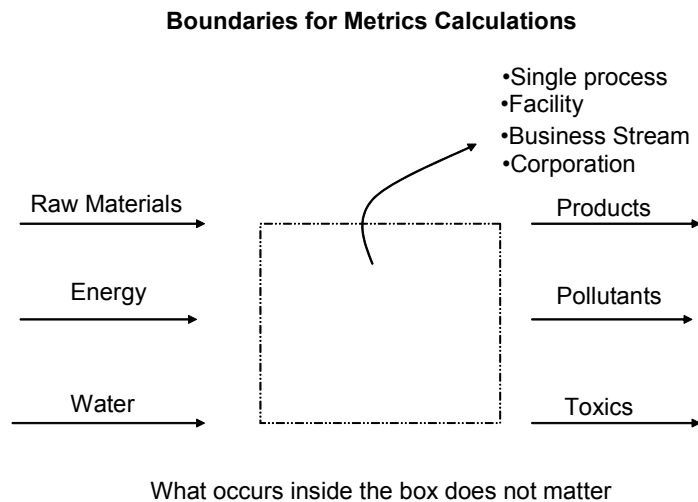 Boundaries for Metrics Calculations
•Single process
•Facility
•Business Stream
•Corporation
Raw Materials
Products
Energy
Pollutants
Water
Toxics
What occurs inside the box does not matter